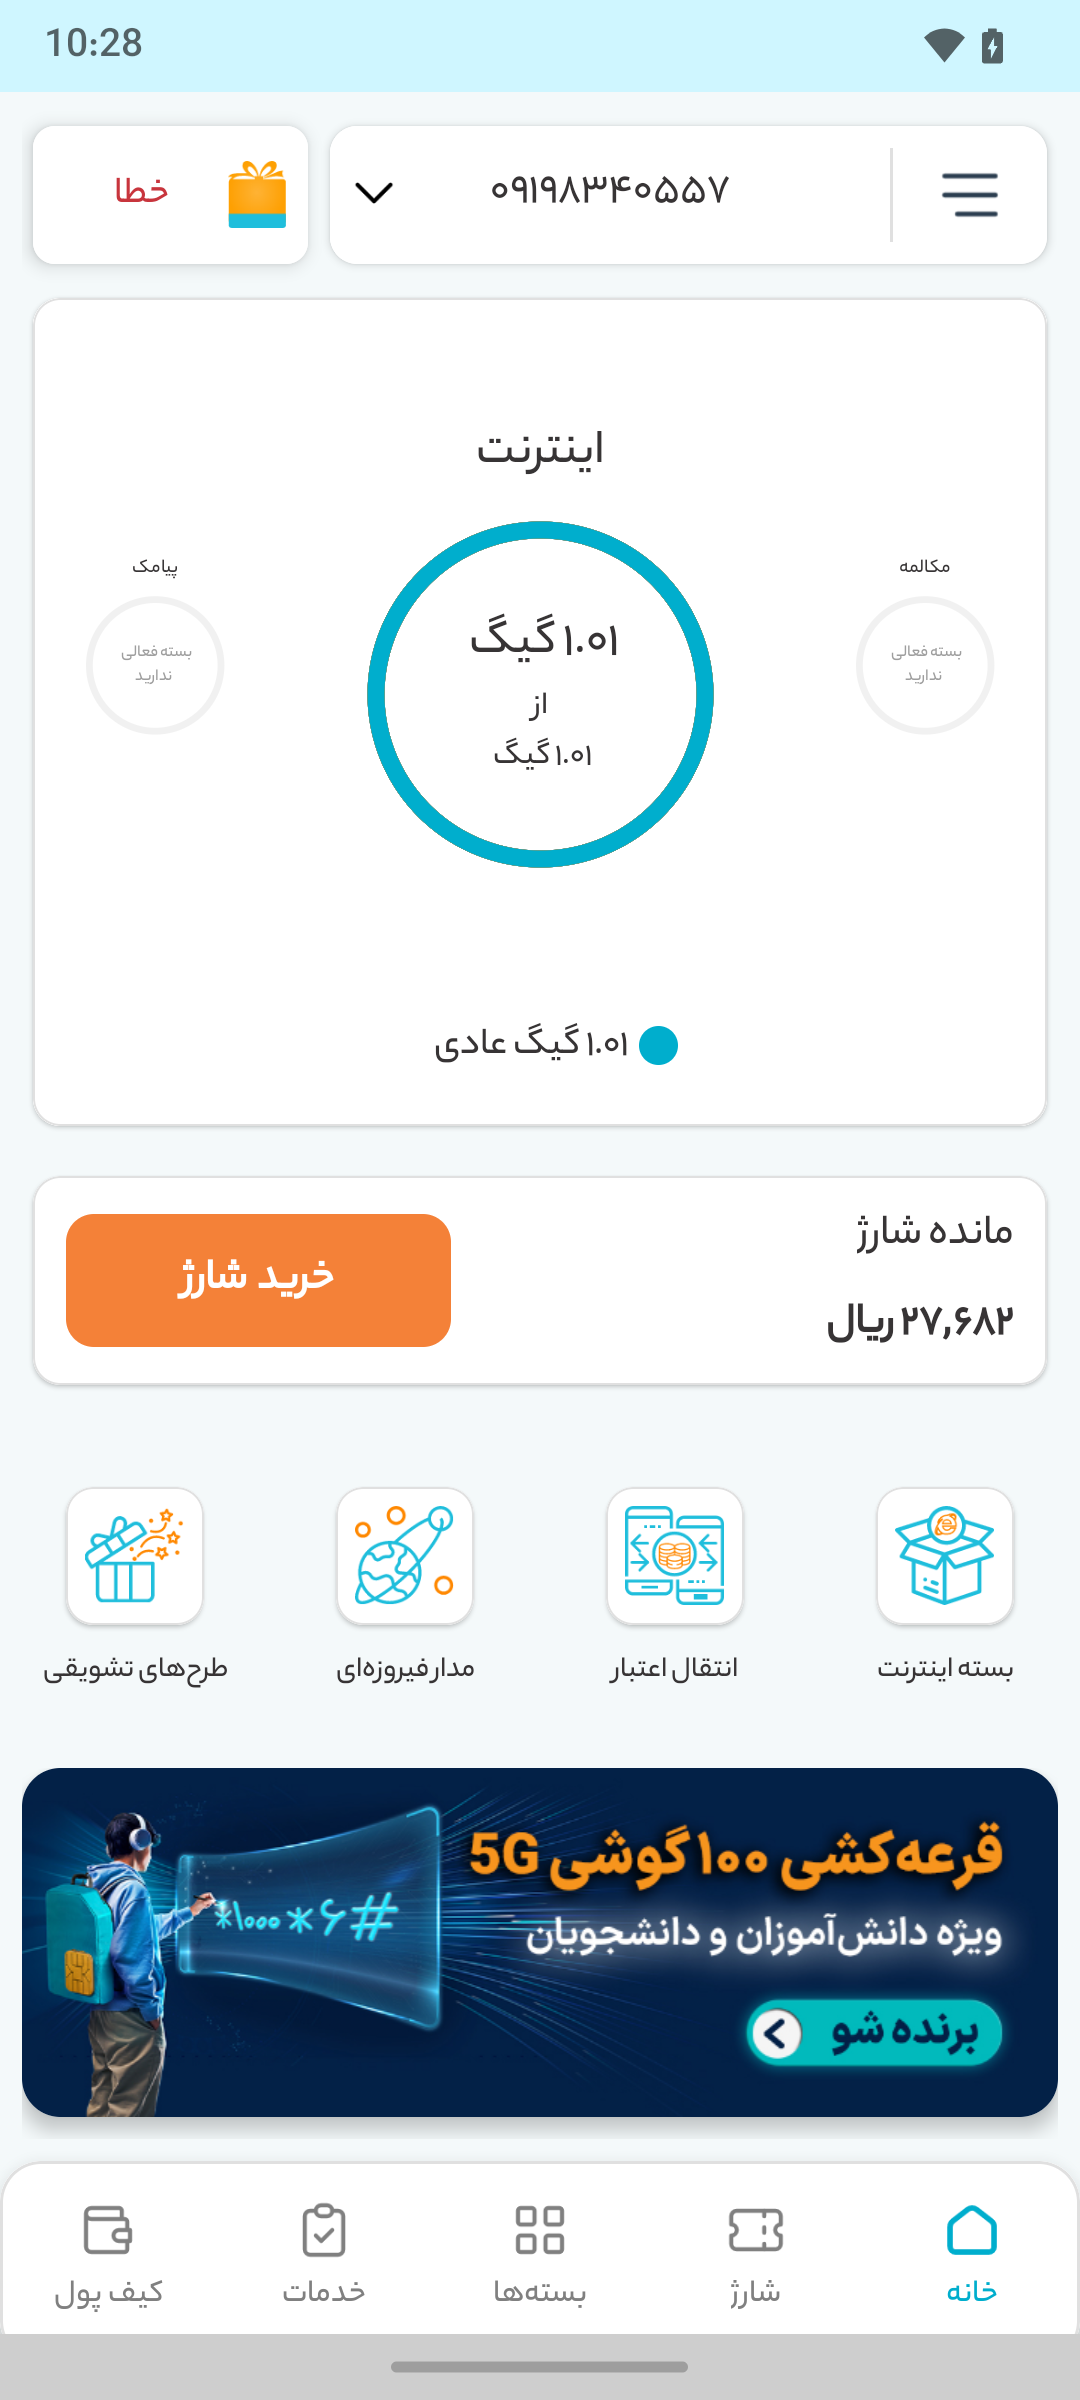 10:28
۰۹۱۹۸۳۴۰۵۵۷
خطا
اینترنت
مکالمه
بسته فعالی
ندارید
۱.۰۱ گیگ
از
۱.۰۱ گیگ
پیامک
بسته فعالی
ندارید
۱.۰۱ گیگ عادی
مانده شارژ
۲۷,۶۸۲ ریال
خرید شارژ
بسته اینترنت
انتقال اعتبار
مدار فیروزه‌ای
طرح‌های تشویقی
قرعه‌کشی ۱۰۰ گوشی 5G
ویژه دانش‌آموزان و دانشجویان
برنده شو
*۱۰۰۰*۶#
خانه
شارژ
بسته‌ها
خدمات
کیف پول